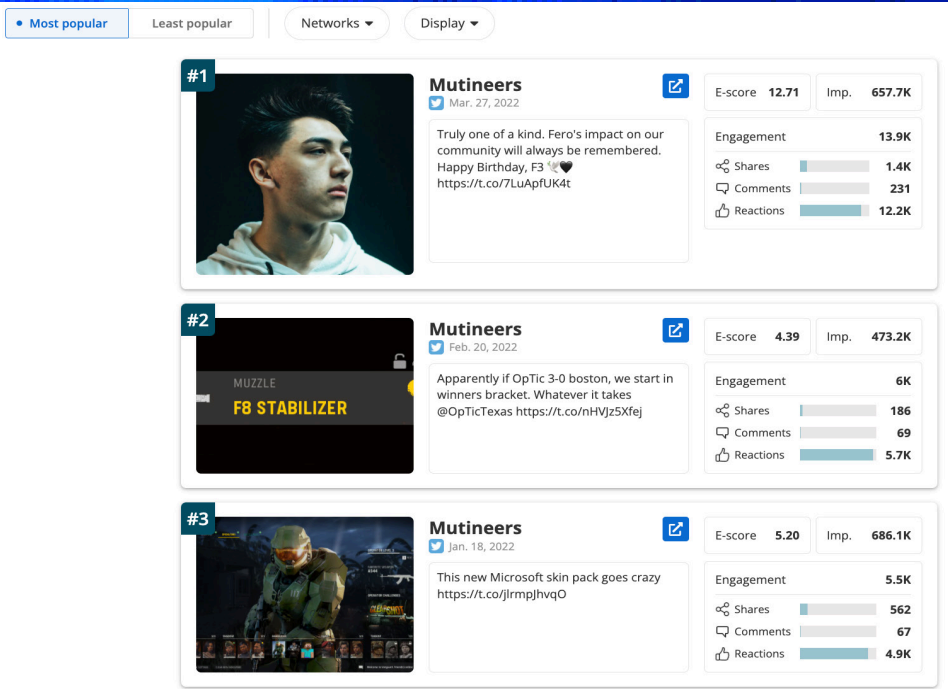 Most popular
Least popular
Networks
Display
#1
Mutineers
Mar. 27, 2022
Truly one of a kind. Fero's impact on our
community will always be remembered.
Happy Birthday, F3 🕊️🖤
https://t.co/7LuApfUK4t
E-score 12.71
Imp. 657.7K
Engagement 13.9K
Shares 1.4K
Comments 231
Reactions 12.2K
#2
MUZZLE
F8 STABILIZER
Mutineers
Feb. 20, 2022
Apparently if OpTic 3-0 boston, we start in
winners bracket. Whatever it takes
@OpTicTexas https://t.co/nHVJz5Xfej
E-score 4.39
Imp. 473.2K
Engagement 6K
Shares 186
Comments 69
Reactions 5.7K
#3
Mutineers
Jan. 18, 2022
This new Microsoft skin pack goes crazy
https://t.co/jlrmpJhvqO
E-score 5.20
Imp. 686.1K
Engagement 5.5K
Shares 562
Comments 67
Reactions 4.9K